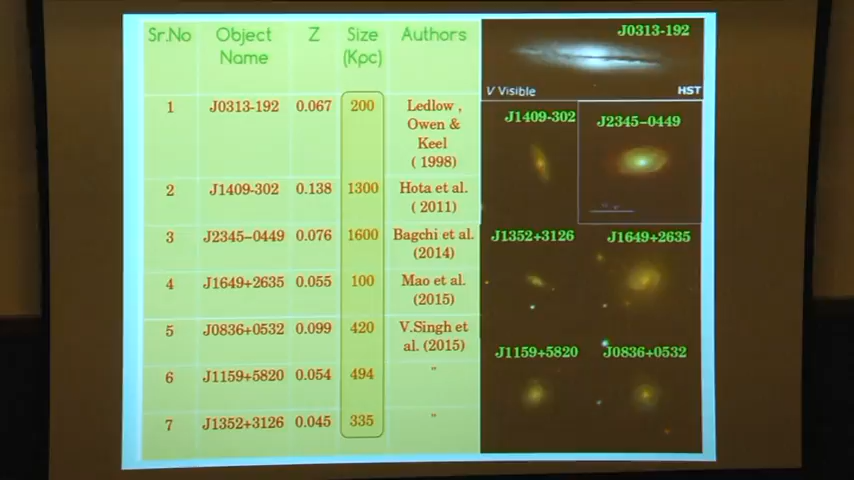 Sr.No Object Name Z Size (Kpc) Authors
1 J0313-192 0.067 200 Ledlow , Owen & Keel ( 1998)
2 J1409-302 0.138 1300 Hota et al. ( 2011)
3 J2345-0449 0.076 1600 Bagchi et al. (2014)
4 J1649+2635 0.055 100 Mao et al. (2015)
5 J0836+0532 0.099 420 V.Singh et al. (2015)
6 J1159+5820 0.054 494 "
7 J1352+3126 0.045 335 "
J0313-192
V Visible HST
J1409-302 J2345-0449
J1352+3126 J1649+2635
J1159+5820 J0836+0532